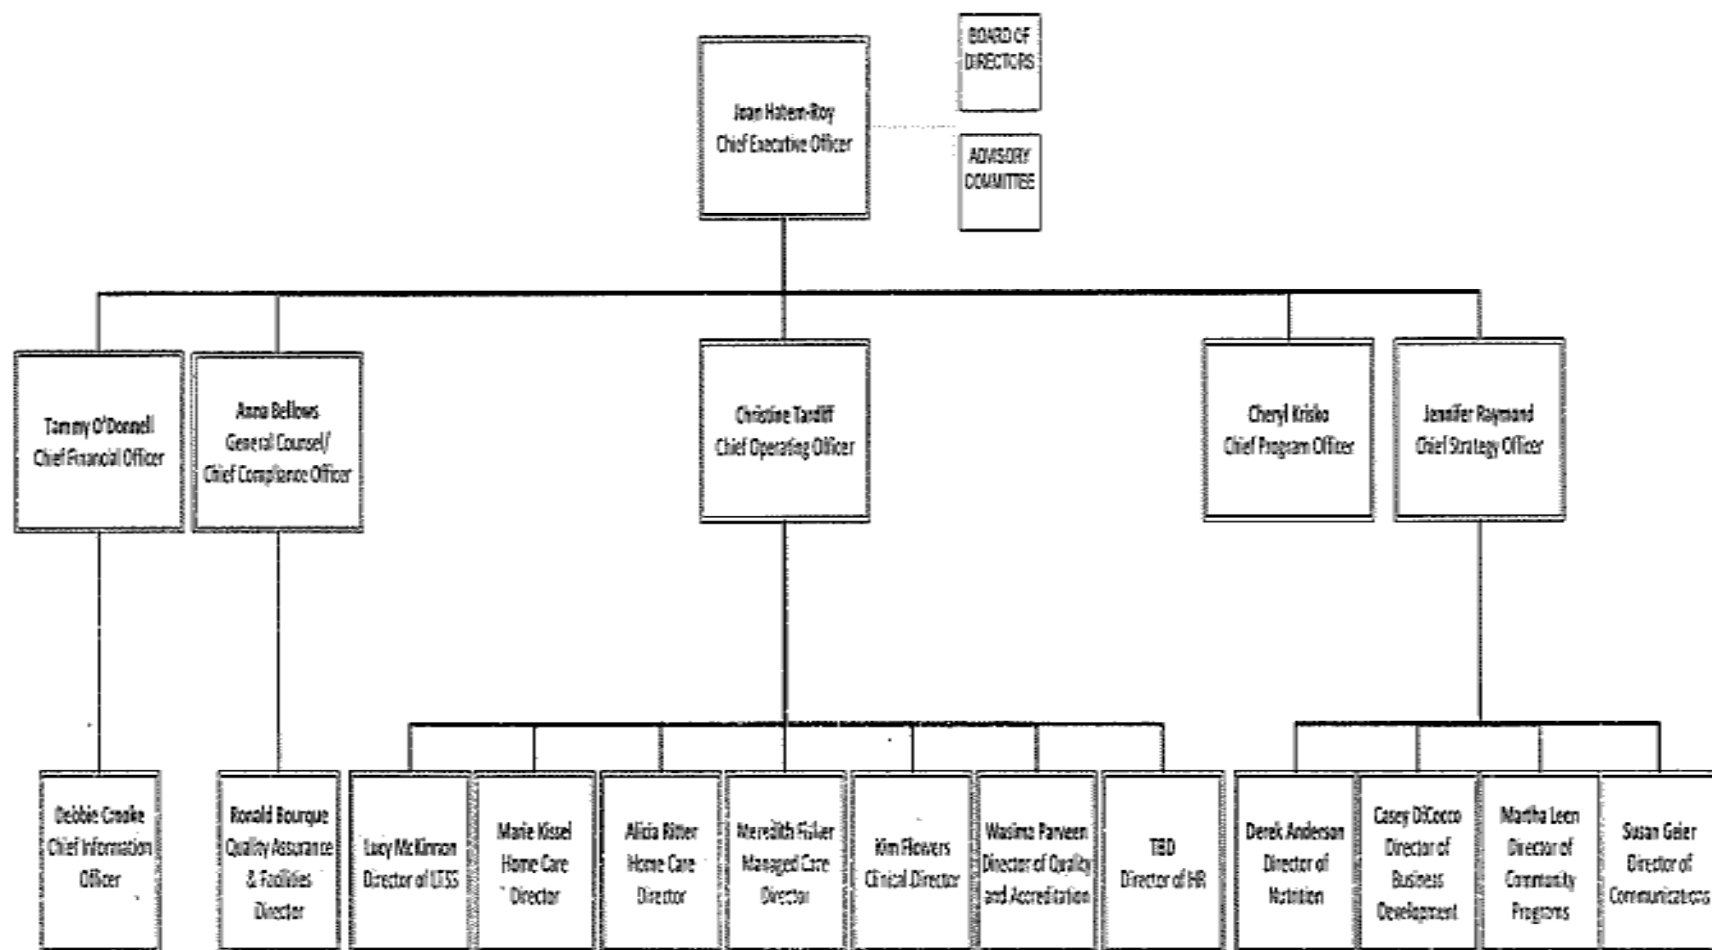 BOARD OF
DIRECTORS
Joan Hatem-Roy
Chief Executive Officer
ADVISORY
COMMITTEE
Tammy O'Donnell
Chief Financial Officer
Anna Bellows
General Counsel/
Chief Compliance Officer
Christine Tardiff
Chief Operating Officer
Cheryl Krisko
Chief Program Officer
Jennifer Raymond
Chief Strategy Officer
Debbie
Chief Information
Officer
Ronald Bourque
Quality Assurance
& Facilities
Director
Lucy McKinnon
Director of LTSS
Marie Kissel
Home Care
Director
Alicia Ritter
Home Care
Director
Meredith
Managed Care
Director
Kim Flowers
Clinical Director
Wasima Parveen
Director of Quality
and Accreditation
TBD
Director of HR
Derek Anderson
Director of
Nutrition
Casey DiCocco
Director of
Business
Development
Martha Leen
Director of
Community
Programs
Susan Geier
Director of
Communications